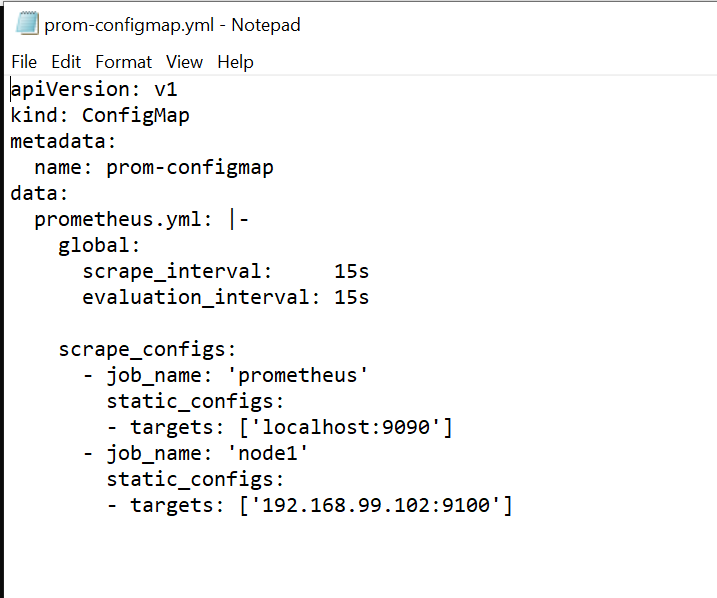 prom-configmap.yml - Notepad
File Edit Format View Help
apiVersion: v1
kind: ConfigMap
metadata:
  name: prom-configmap
data:
  prometheus.yml: |-
    global:
      scrape_interval:     15s
      evaluation_interval: 15s

    scrape_configs:
      - job_name: 'prometheus'
        static_configs:
        - targets: ['localhost:9090']
      - job_name: 'node1'
        static_configs:
        - targets: ['192.168.99.102:9100']